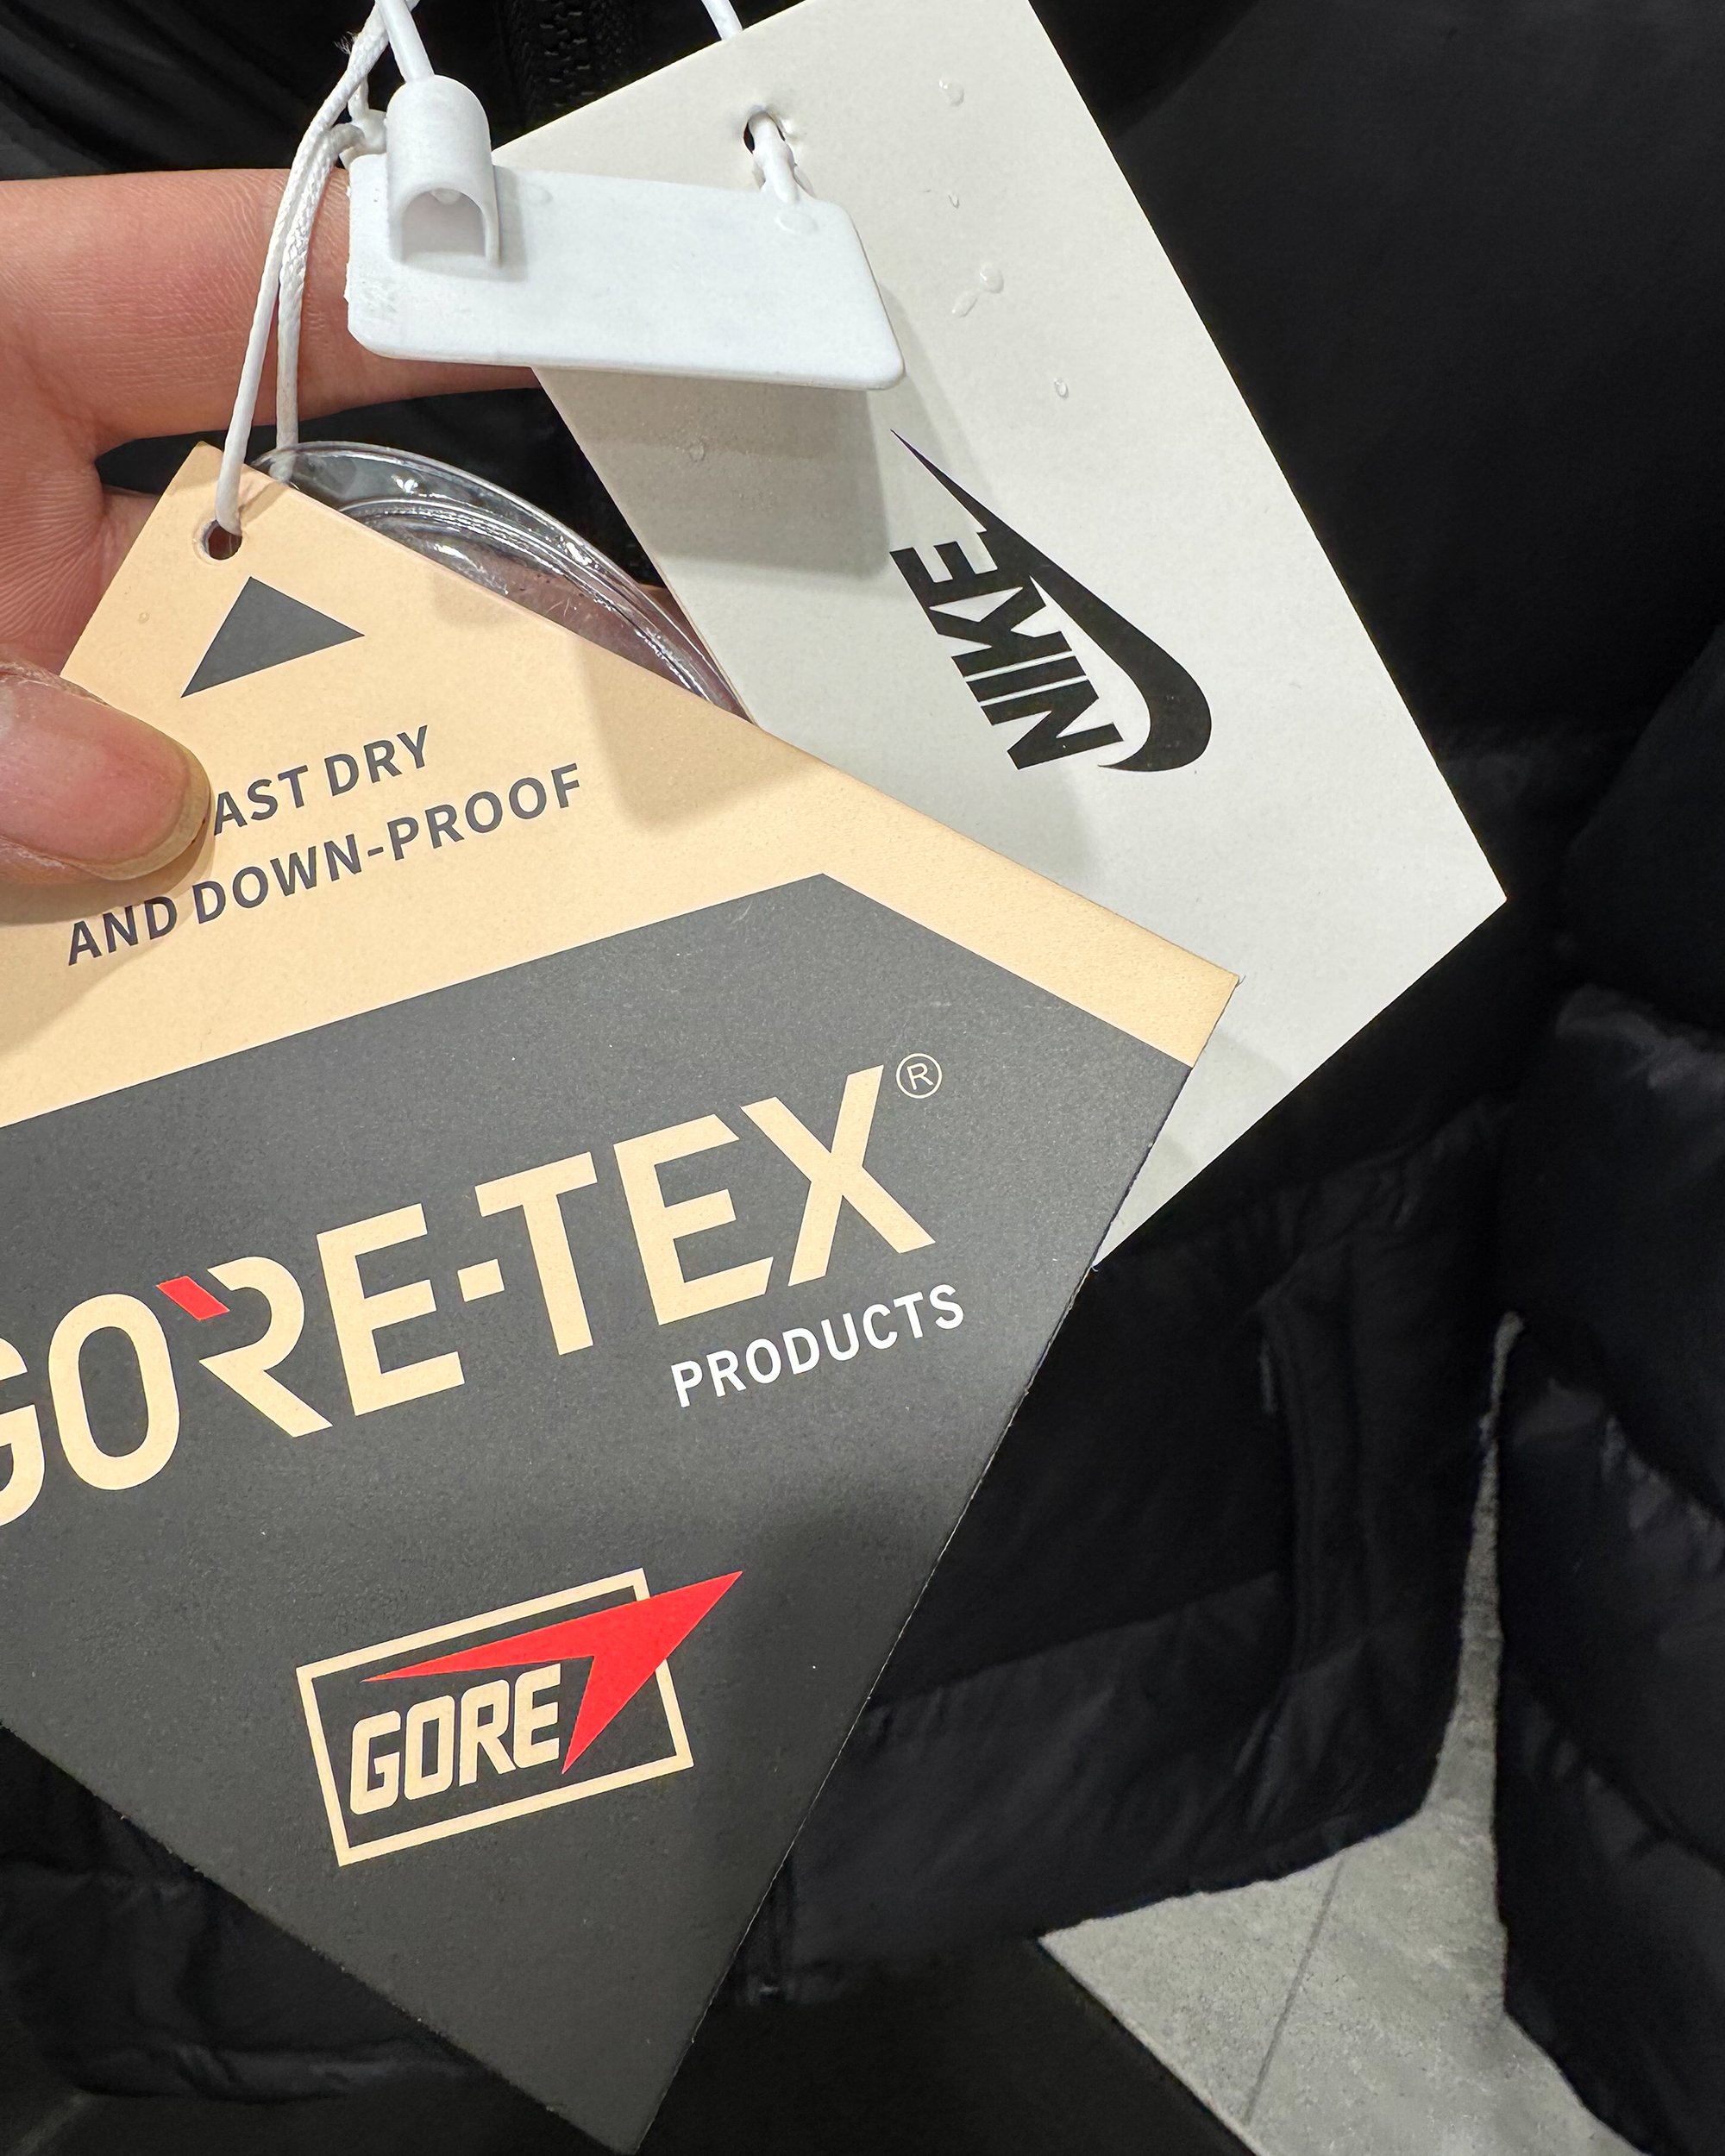 NIKE
AST DRY
AND DOWN-PROOF
GORE-TEX®
PRODUCTS
GORE